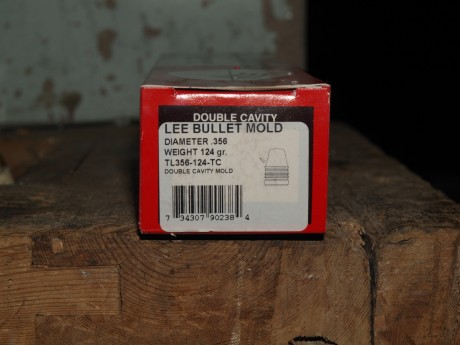 DOUBLE CAVITY
LEE BULLET MOLD
DIAMETER .356
WEIGHT 124 gr.
TL356-124-TC
DOUBLE CAVITY MOLD
7 34307 90238 4